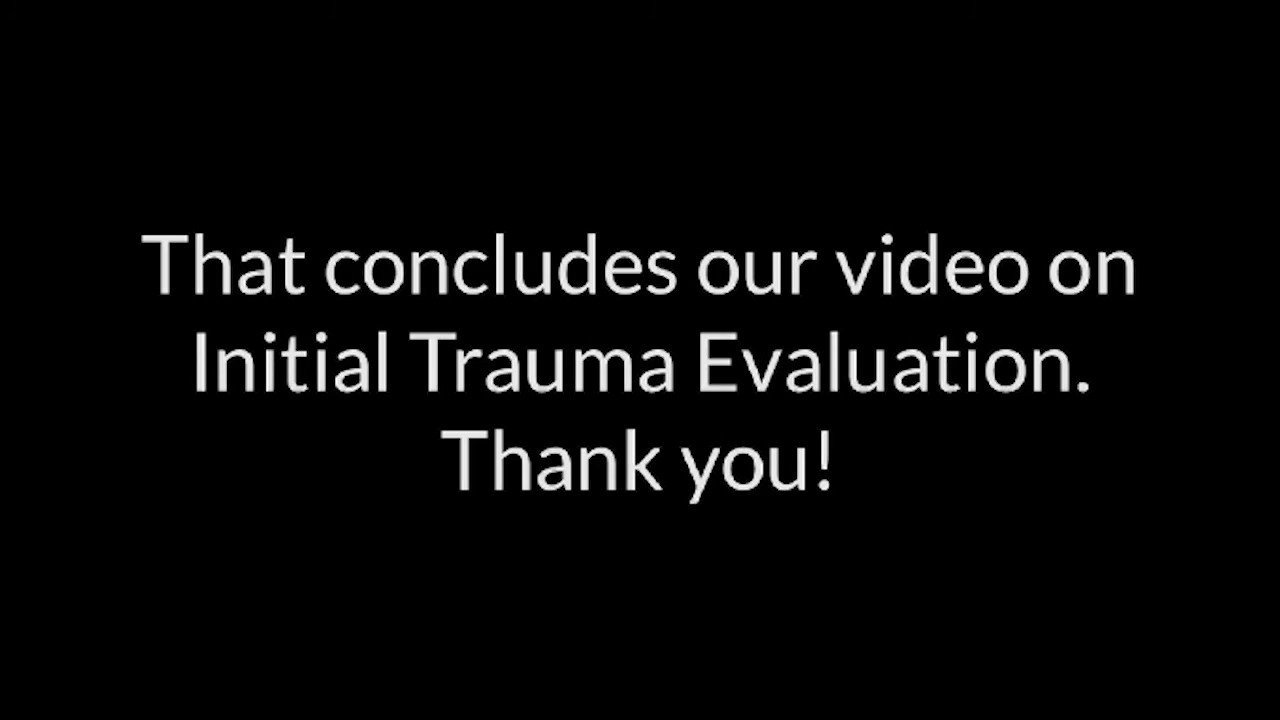 That concludes our video on
Initial Trauma Evaluation.
Thank you!